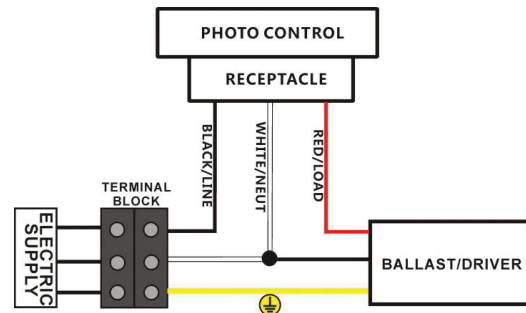 PHOTO CONTROL
RECEPTACLE
BLACK/LINE
WHITE/NEUT
RED/LOAD
TERMINAL
BLOCK
ELECTRIC
SUPPLY
BALLAST/DRIVER